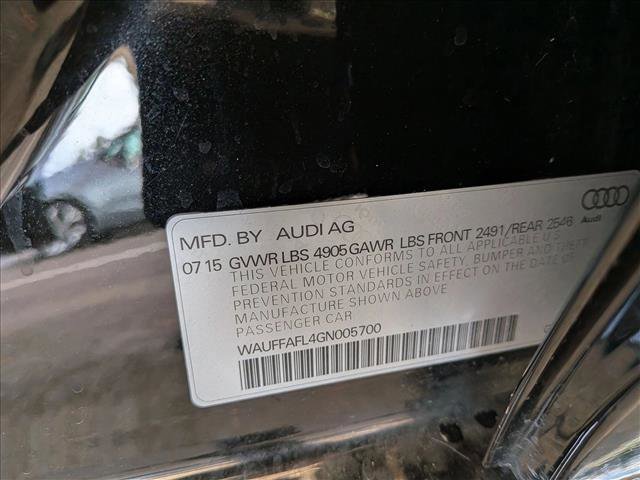 MFD. BY AUDI AG
07 15 GVWR LBS 4905 GAWR LBS FRONT 2491/REAR 2546
THIS VEHICLE CONFORMS TO ALL APPLICABLE U.S.
FEDERAL MOTOR VEHICLE SAFETY, BUMPER AND THEFT
PREVENTION STANDARDS IN EFFECT ON THE DATE OF
MANUFACTURE SHOWN ABOVE
PASSENGER CAR
WAUFFAFL4GN005700
Audi